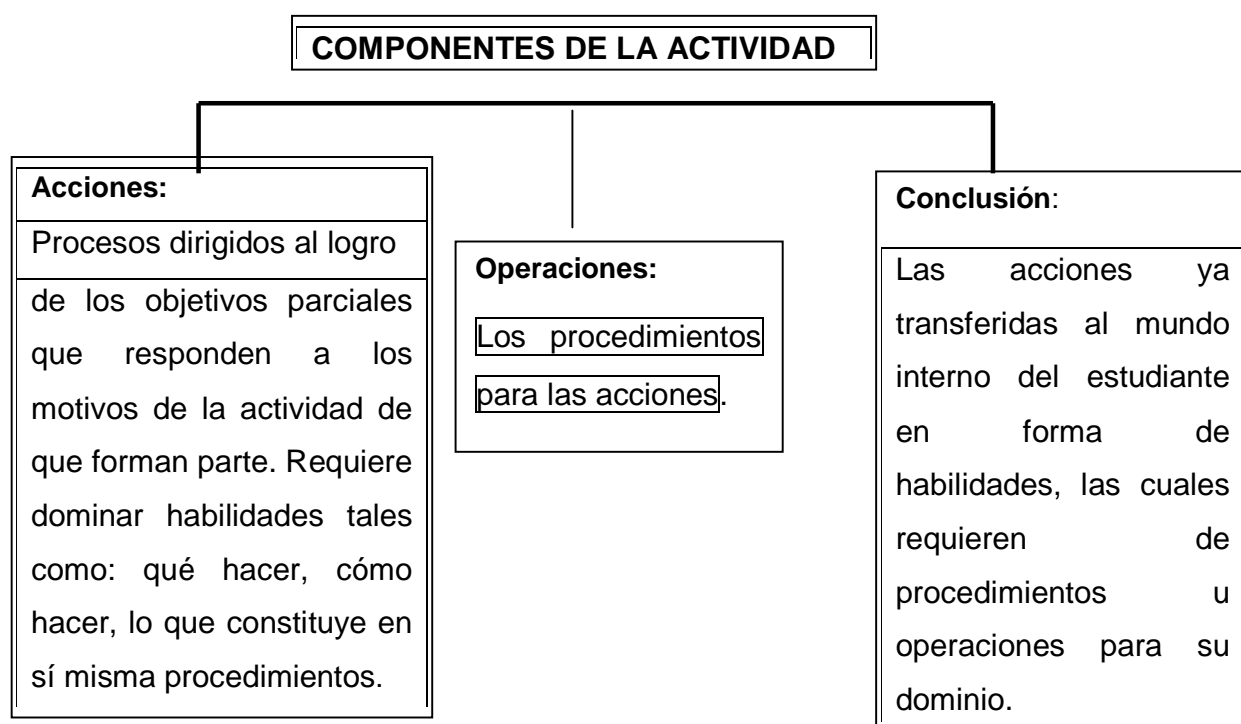 COMPONENTES DE LA ACTIVIDAD
Acciones:
Procesos dirigidos al logro
de los objetivos parciales
que responden a los
motivos de la actividad de
que forman parte. Requiere
dominar habilidades tales
como: qué hacer, cómo
hacer, lo que constituye en
sí misma procedimientos.
Operaciones:
Los procedimientos
para las acciones.
Conclusión:
Las acciones ya
transferidas al mundo
interno del estudiante
en forma de
habilidades, las cuales
requieren de
procedimientos u
operaciones para su
dominio.